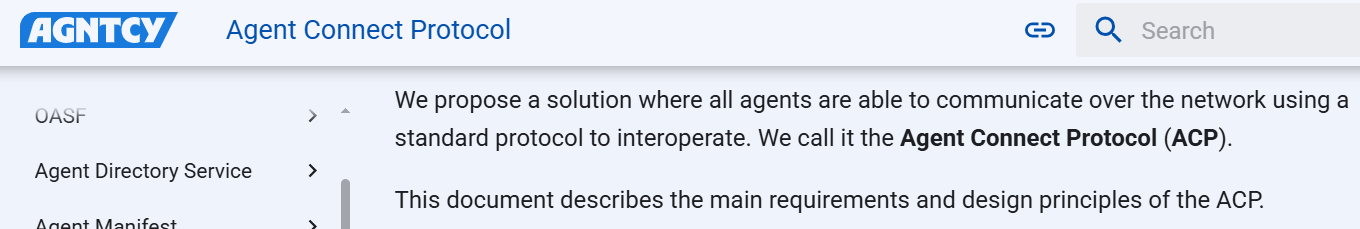 AGNTCY
Agent Connect Protocol
Search
OASF
Agent Directory Service
Agent Manifest
We propose a solution where all agents are able to communicate over the network using a
standard protocol to interoperate. We call it the Agent Connect Protocol (ACP).
This document describes the main requirements and design principles of the ACP.